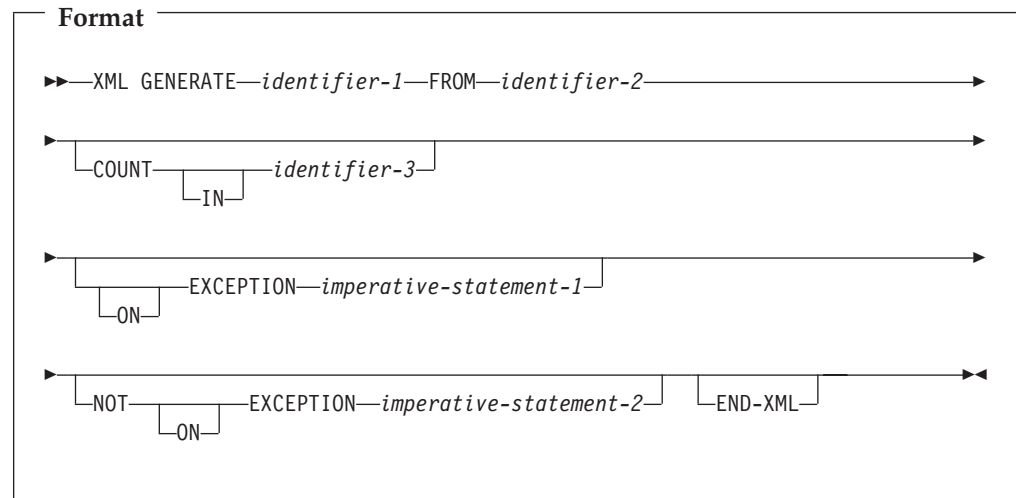 Format
XML GENERATE identifier-1 FROM identifier-2
COUNT IN identifier-3
ON EXCEPTION imperative-statement-1
NOT ON EXCEPTION imperative-statement-2 END-XML